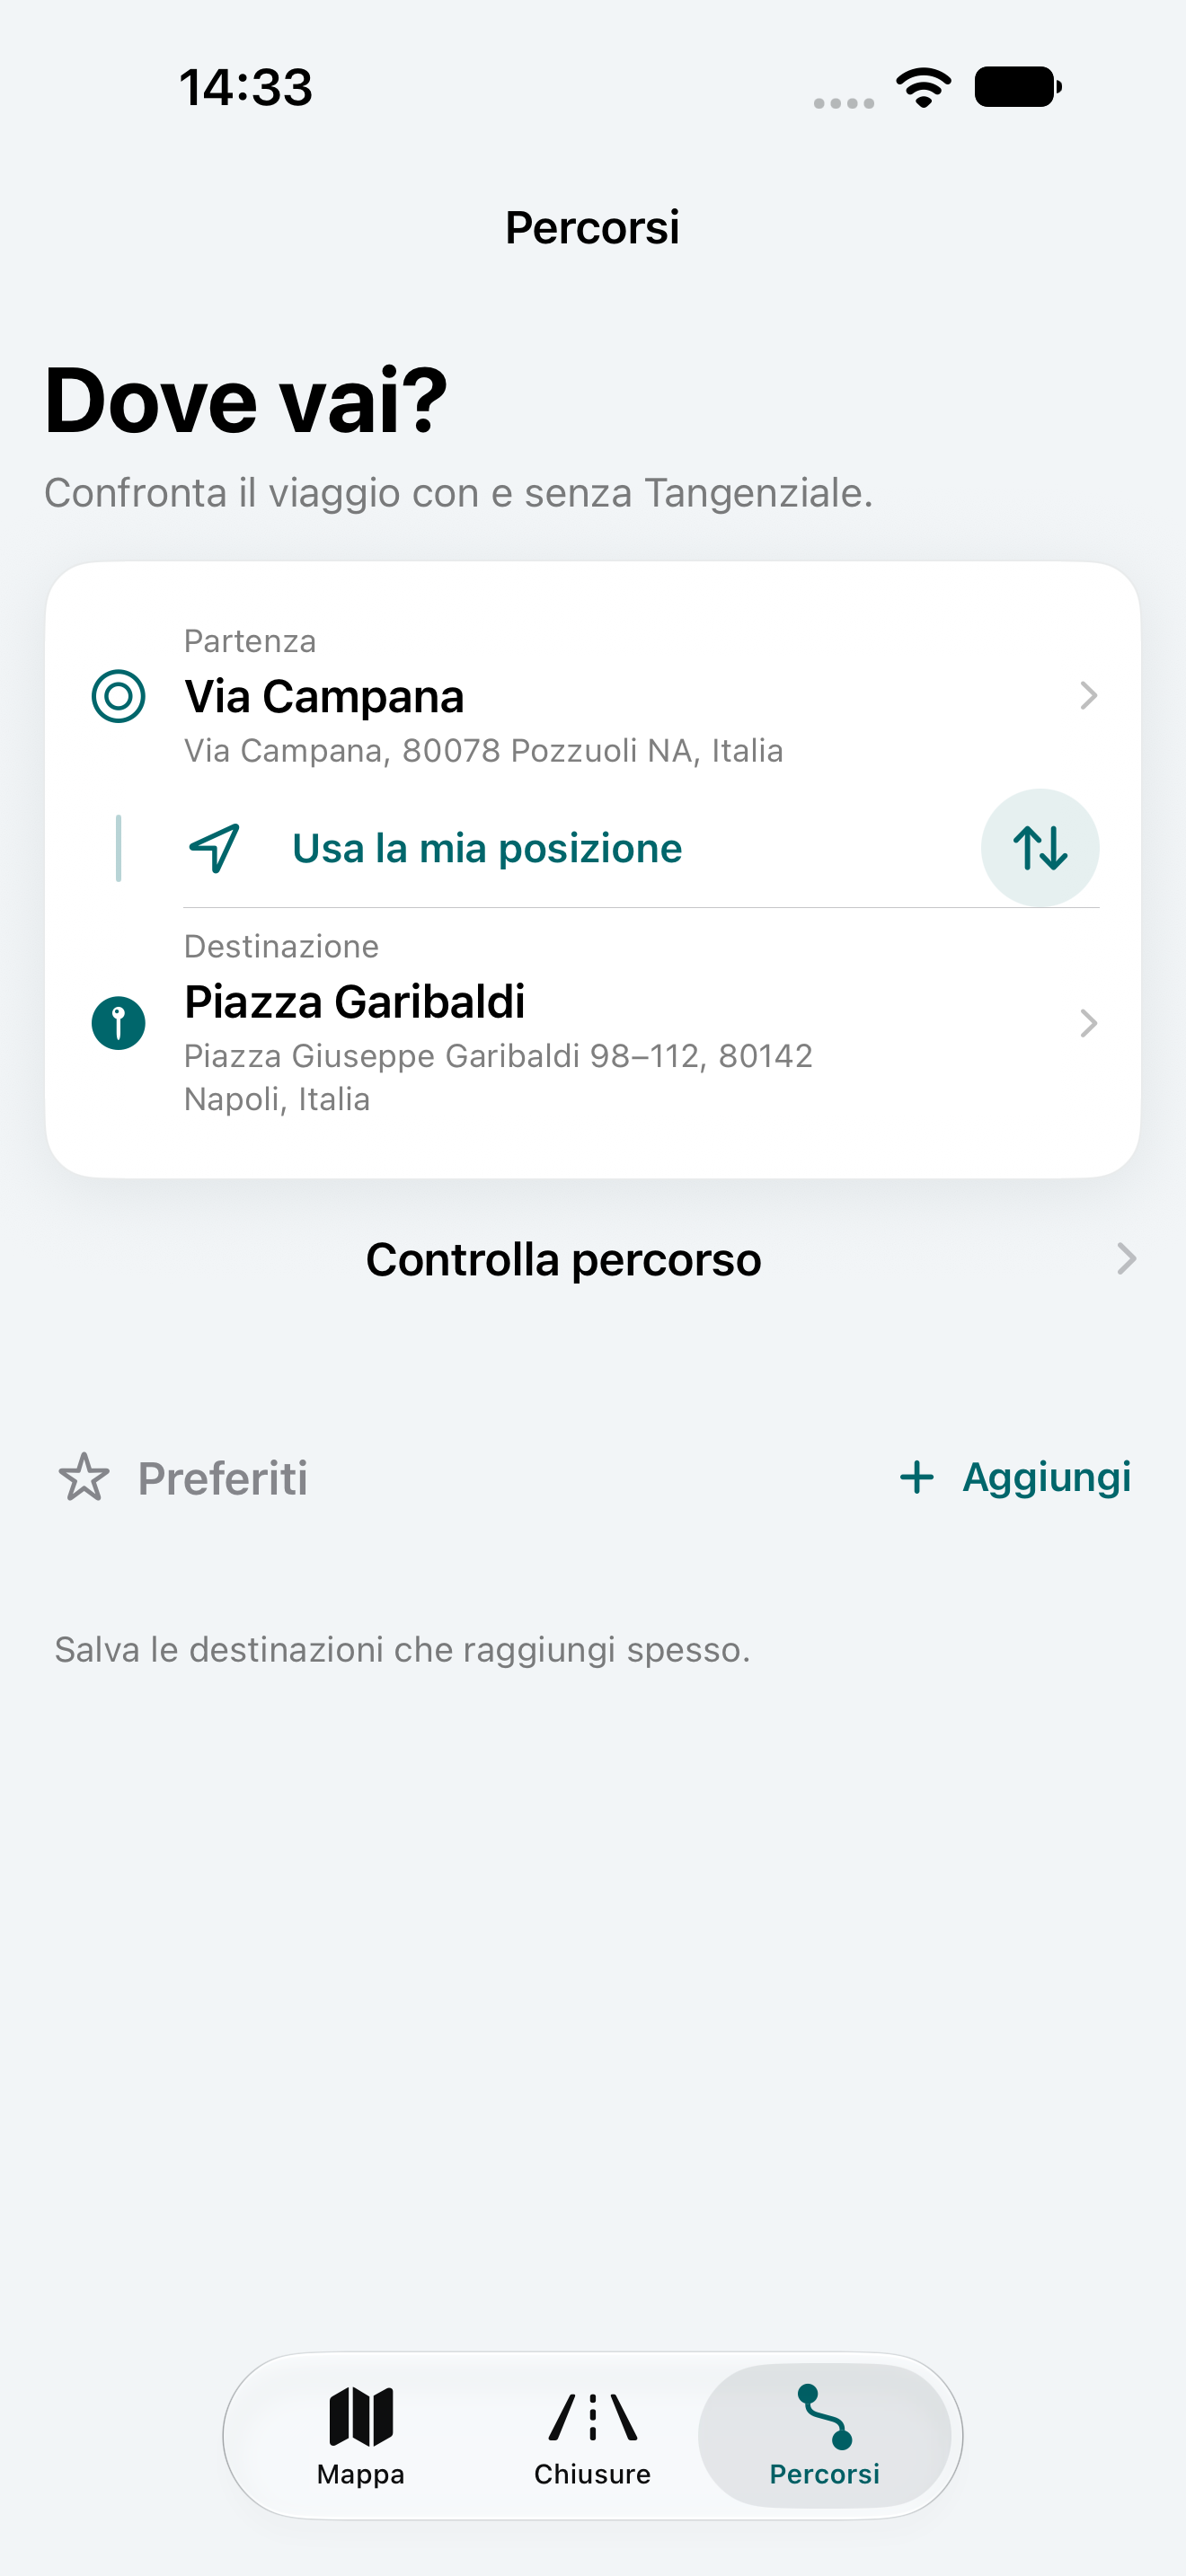 14:33
Percorsi
Dove vai?
Confronta il viaggio con e senza Tangenziale.
Partenza
Via Campana
Via Campana, 80078 Pozzuoli NA, Italia
Usa la mia posizione
Destinazione
Piazza Garibaldi
Piazza Giuseppe Garibaldi 98–112, 80142
Napoli, Italia
Controlla percorso
Preferiti
Aggiungi
Salva le destinazioni che raggiungi spesso.
Mappa
Chiusure
Percorsi